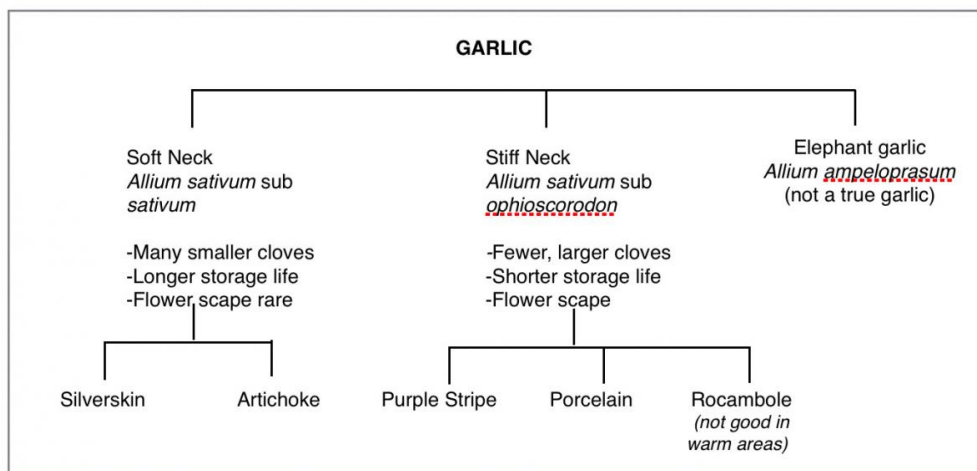 GARLIC
Soft Neck
Allium sativum sub
sativum
-Many smaller cloves
-Longer storage life
-Flower scape rare
Stiff Neck
Allium sativum sub
ophioscorodon
-Fewer, larger cloves
-Shorter storage life
-Flower scape
Elephant garlic
Allium ampeloprasum
(not a true garlic)
Silverskin
Artichoke
Purple Stripe
Porcelain
Rocambole
(not good in
warm areas)